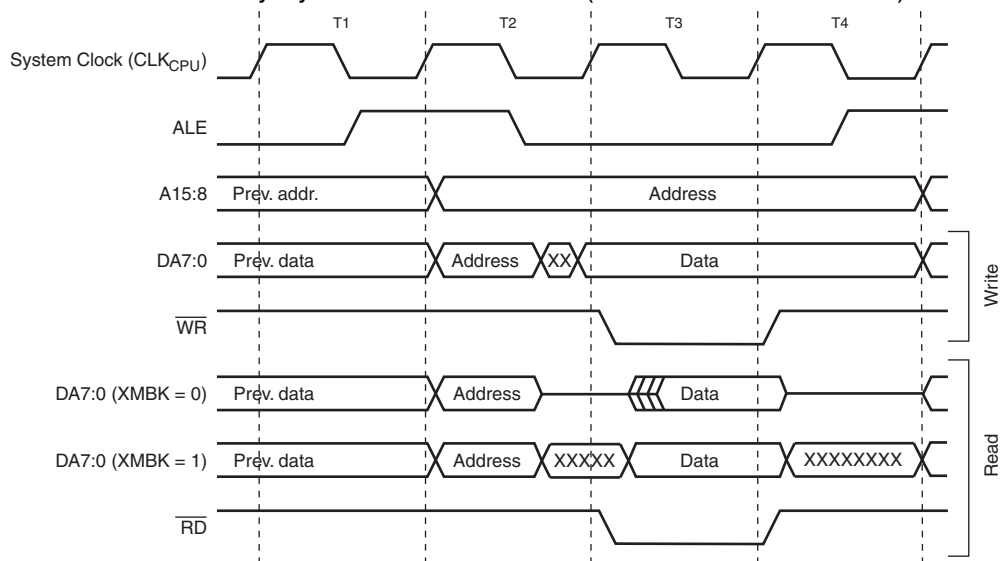 T1 T2 T3 T4
System Clock (CLKCPU)
ALE
A15:8 Prev. addr. Address
DA7:0 Prev. data Address XX Data
WR
Write
DA7:0 (XMBK = 0) Prev. data Address Data
DA7:0 (XMBK = 1) Prev. data Address XXXXX Data XXXXXXXX
RD
Read